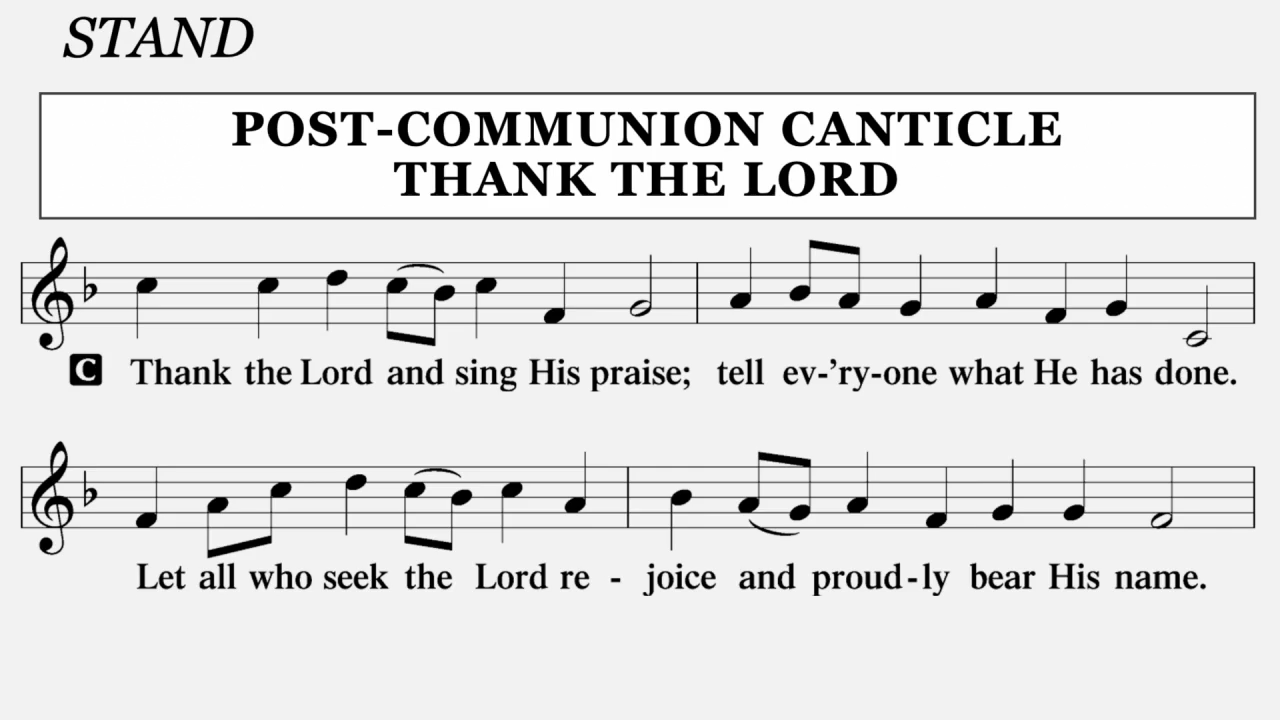 STAND
POST-COMMUNION CANTICLE
THANK THE LORD
C Thank the Lord and sing His praise; tell ev-’ry-one what He has done.
Let all who seek the Lord re - joice and proud-ly bear His name.